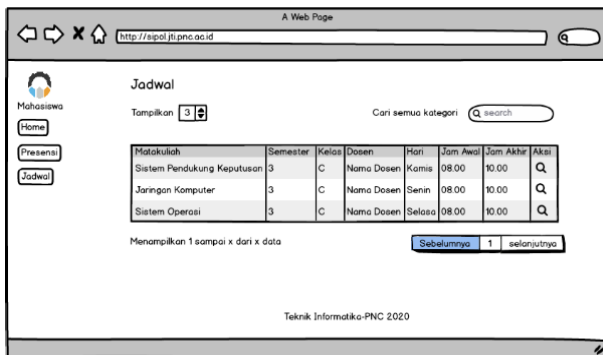 A Web Page
http://sipol.jti.pnc.ac.id
Mahasiswa
Home
Presensi
Jadwal
Jadwal
Tampilkan 3
Cari semua kategori search
Matakuliah Semester Kelas Dosen Hari Jam Awal Jam Akhir Aksi
Sistem Pendukung Keputusan 3 C Nama Dosen Kamis 08.00 10.00
Jaringan Komputer 3 C Nama Dosen Senin 08.00 10.00
Sistem Operasi 3 C Nama Dosen Selasa 08.00 10.00
Menampilkan 1 sampai x dari x data
Sebelumnya 1 selanjutnya
Teknik Informatika-PNC 2020